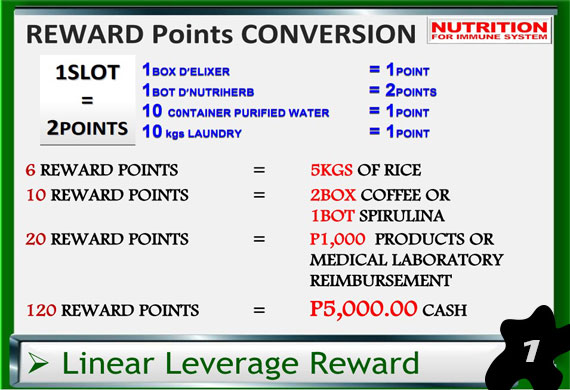 REWARD Points CONVERSION
NUTRITION
FOR IMMUNE SYSTEM
1SLOT
=
2POINTS
1BOX D'ELIXER = 1POINT
1BOT D'NUTRIHERB = 2POINTS
10 C0NTAINER PURIFIED WATER = 1POINT
10 kgs LAUNDRY = 1POINT
6 REWARD POINTS = 5KGS OF RICE
10 REWARD POINTS = 2BOX COFFEE OR
1BOT SPIRULINA
20 REWARD POINTS = P1,000 PRODUCTS OR
MEDICAL LABORATORY
REIMBURSEMENT
120 REWARD POINTS = P5,000.00 CASH
➢ Linear Leverage Reward
1